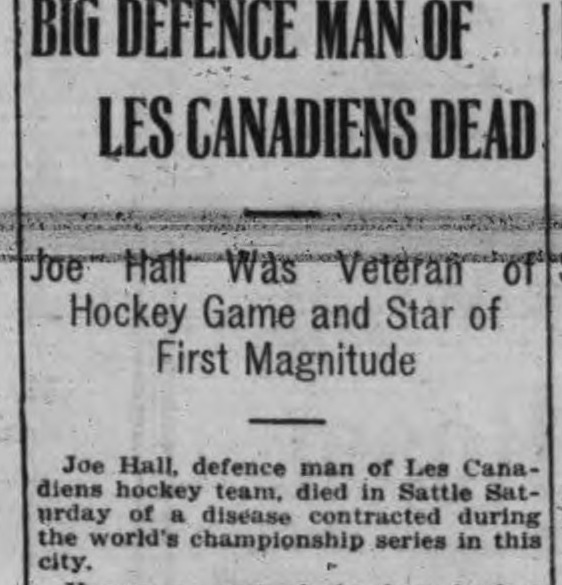 BIG DEFENCE MAN OF
LES CANADIENS DEAD
Joe Hall Was Veteran of
Hockey Game and Star of
First Magnitude
Joe Hall, defence man of Les Cana-
diens hockey team, died in Sattle Sat-
urday of a disease contracted during
the world's championship series in this
city.